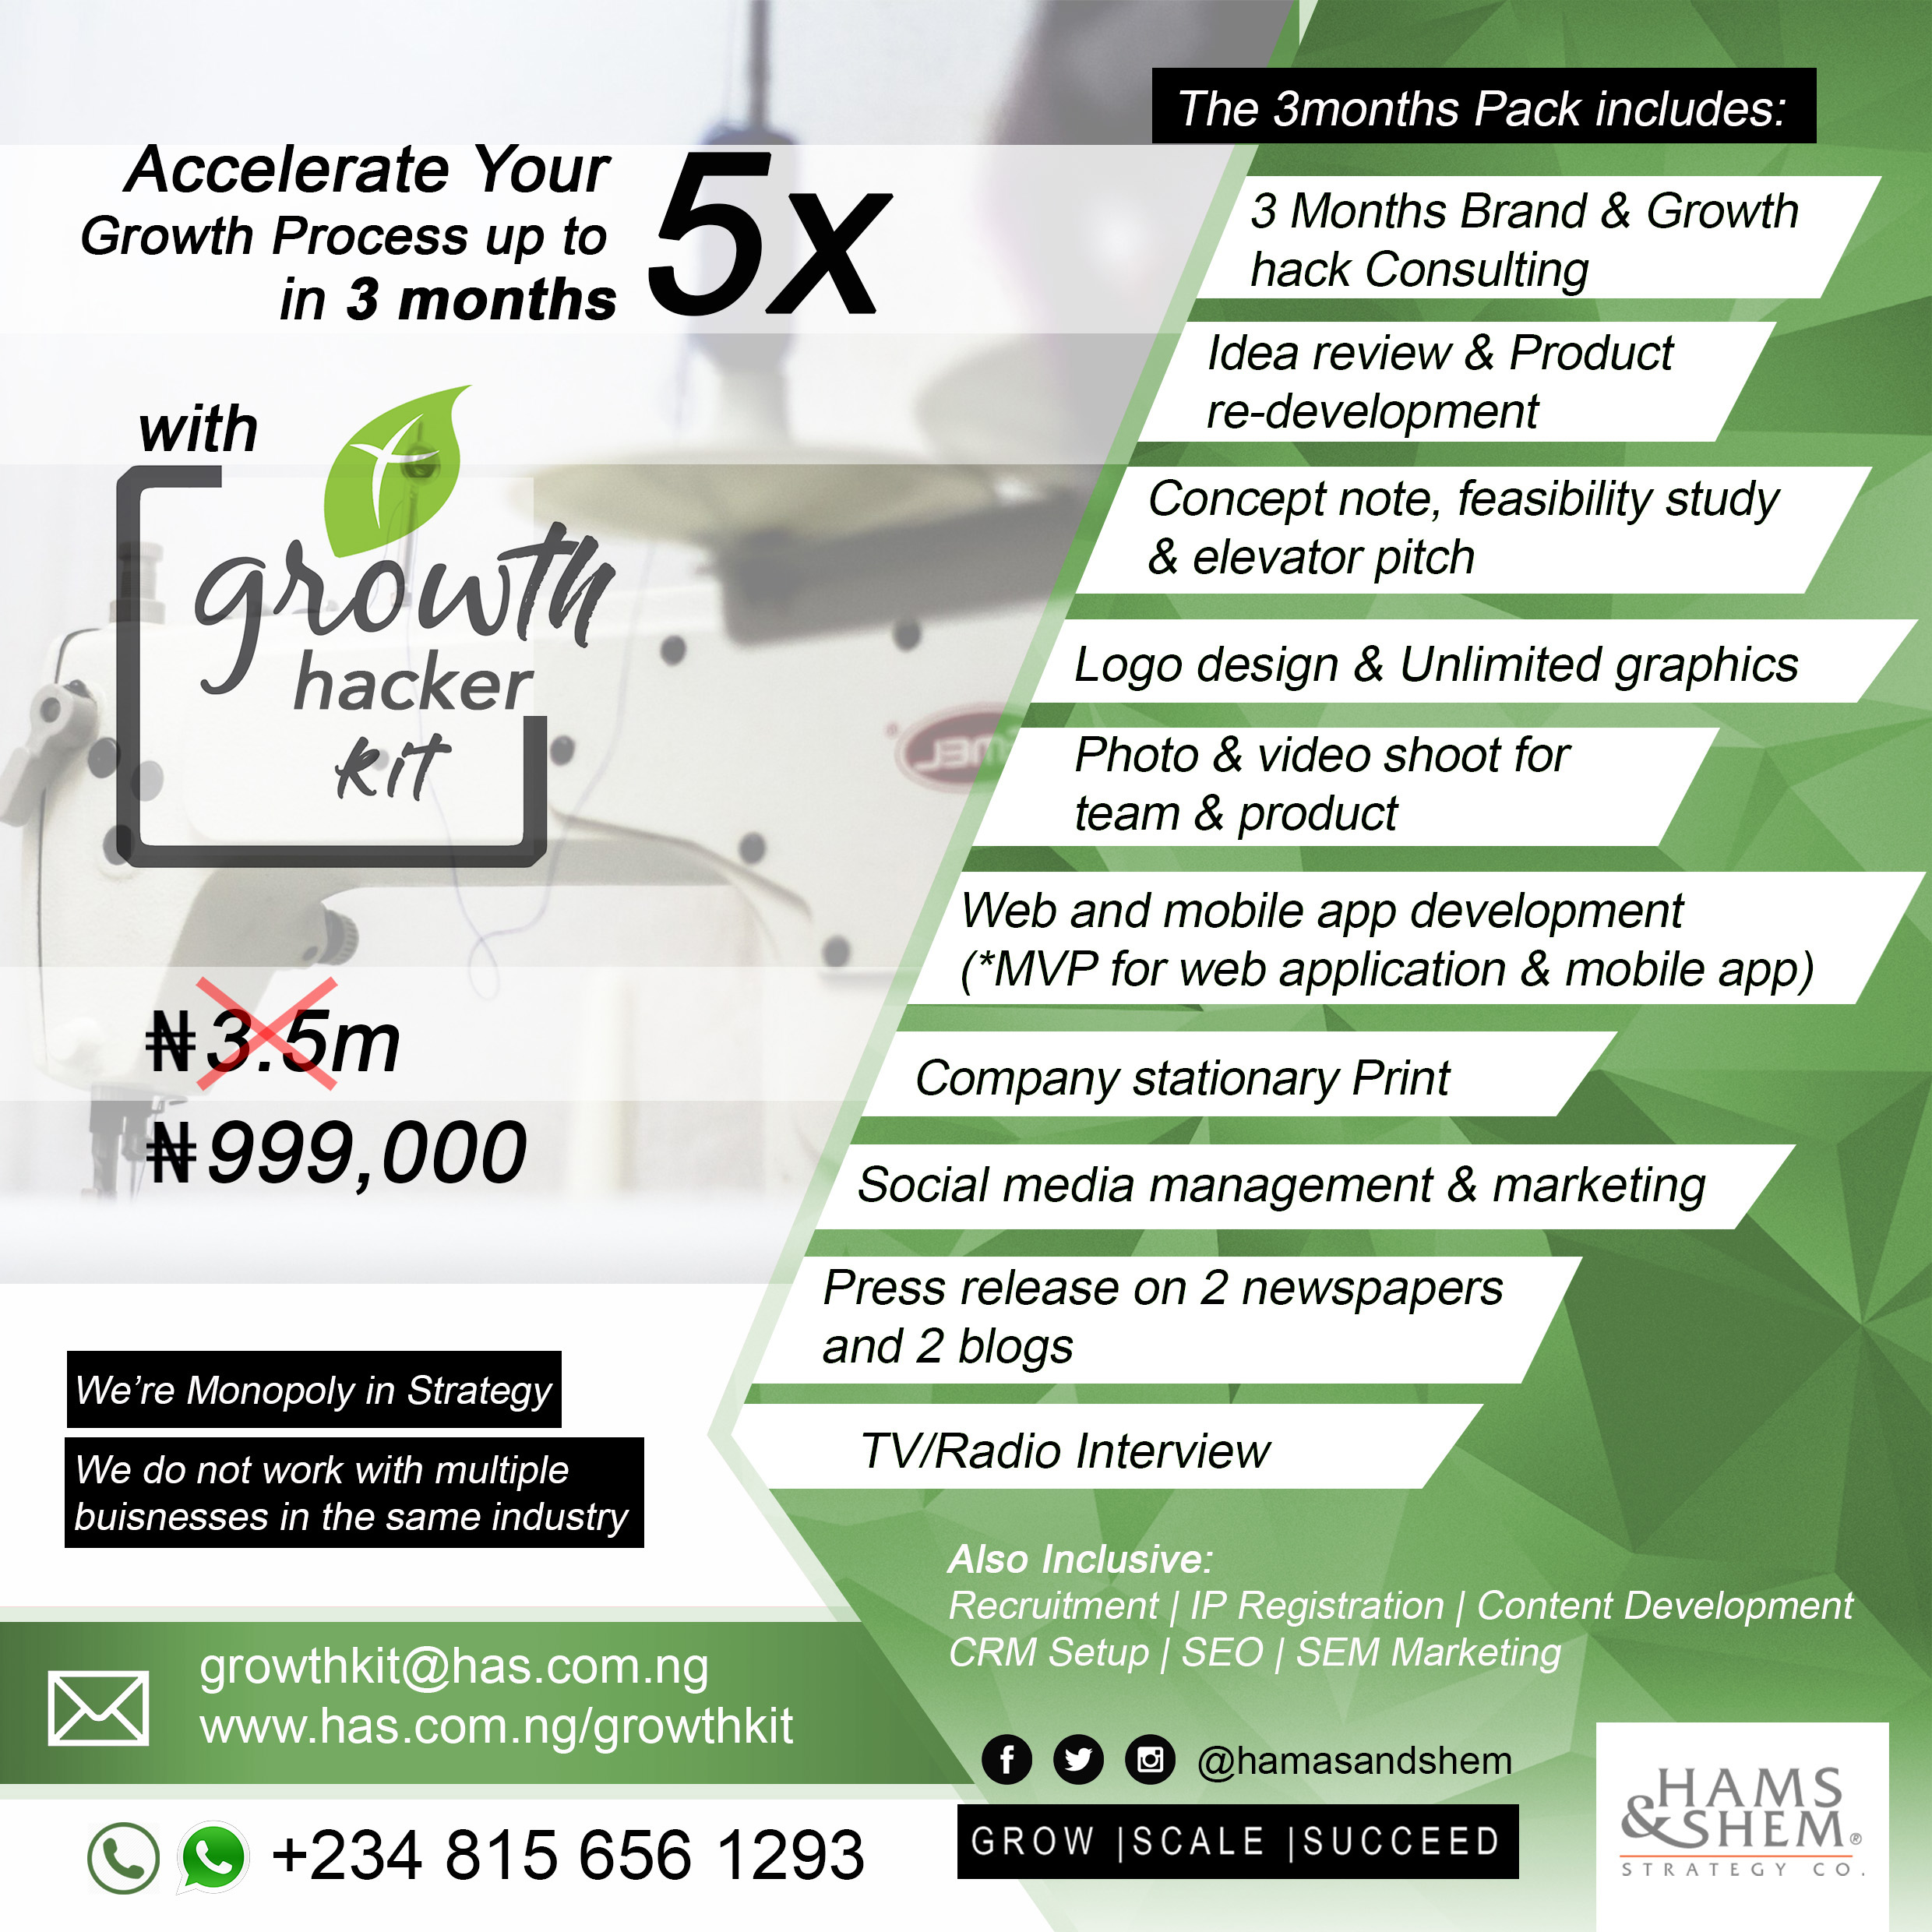 Accelerate Your
Growth Process up to
in 3 months
5x
with
growth
hacker
kit
₦3.5m
₦999,000
We're Monopoly in Strategy
We do not work with multiple
buisnesses in the same industry
growthkit@has.com.ng
www.has.com.ng/growthkit
+234 815 656 1293
The 3months Pack includes:
3 Months Brand & Growth
hack Consulting
Idea review & Product
re-development
Concept note, feasibility study
& elevator pitch
Logo design & Unlimited graphics
Photo & video shoot for
team & product
Web and mobile app development
(*MVP for web application & mobile app)
Company stationary Print
Social media management & marketing
Press release on 2 newspapers
and 2 blogs
TV/Radio Interview
Also Inclusive:
Recruitment | IP Registration | Content Development
CRM Setup | SEO | SEM Marketing
@hamasandshem
GROW |SCALE |SUCCEED
HAMS
&SHEM®
STRATEGY CO.